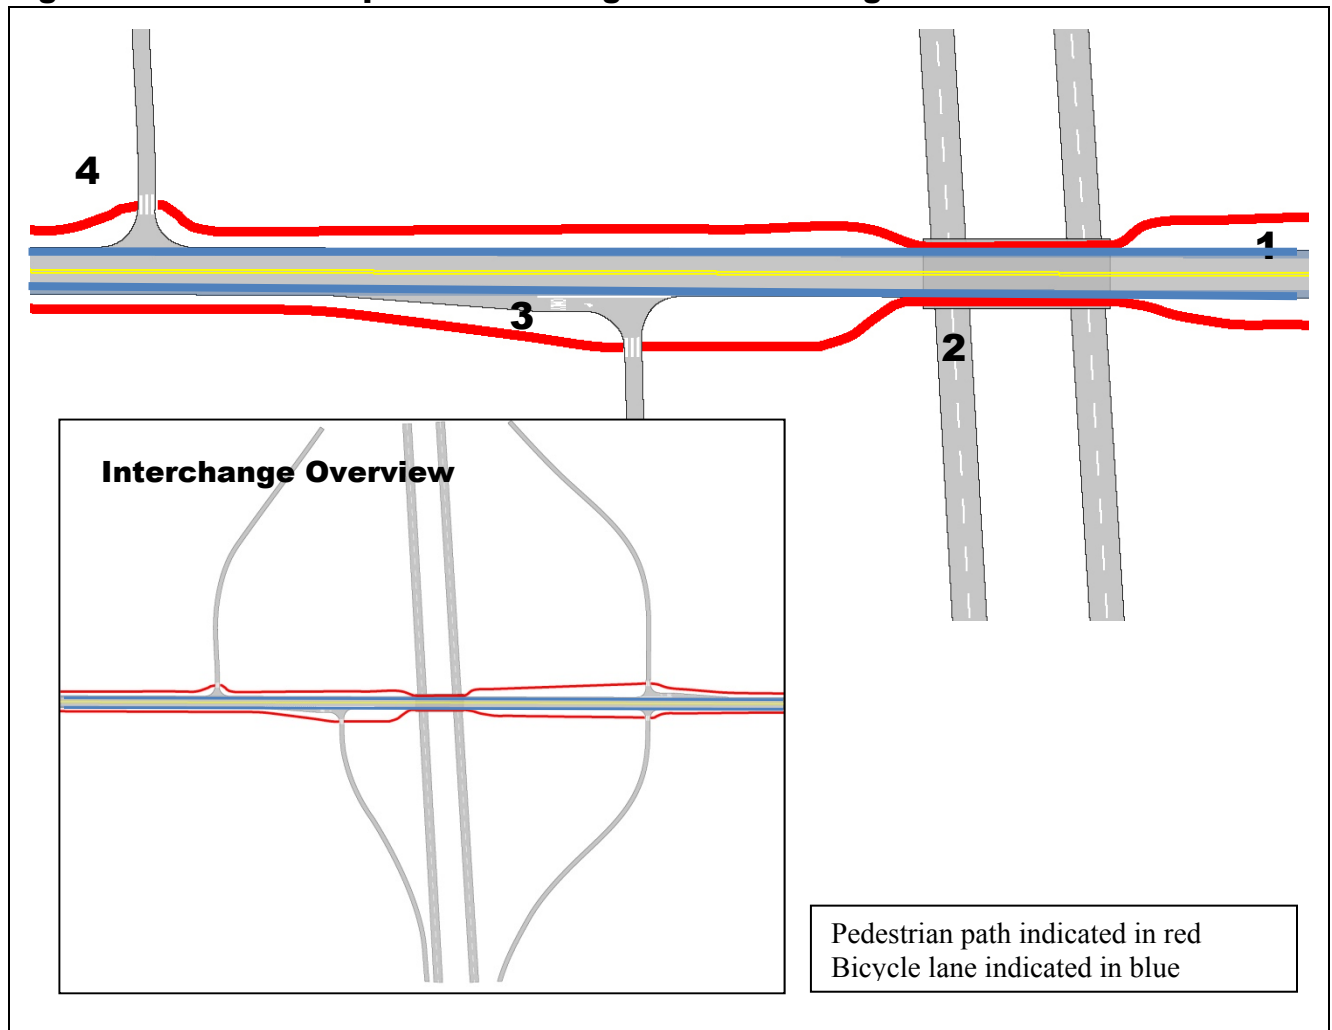 4
1
3
2
Interchange Overview
Pedestrian path indicated in red
Bicycle lane indicated in blue